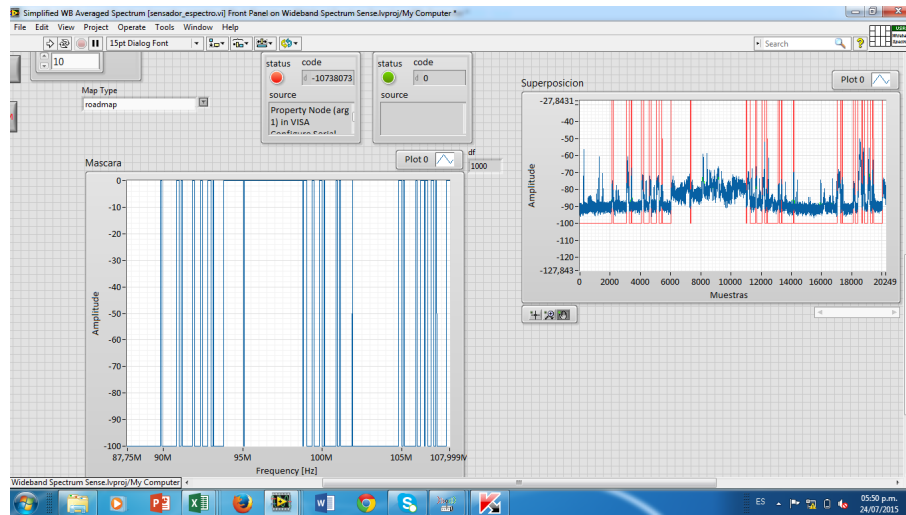 Simplified WB Averaged Spectrum [sensador_espectro.vi] Front Panel on Wideband Spectrum Sense.lvproj/My Computer *
File Edit View Project Operate Tools Window Help
15pt Dialog Font
Search
10
Map Type
roadmap
status code
d -10738073
source
Property Node (arg
1) in VISA
Configure Serial
status code
d 0
source
df
1000
Mascara
Plot 0
Amplitude
0
-10
-20
-30
-40
-50
-60
-70
-80
-90
-100
87,75M 90M 95M 100M 105M 107,999M
Frequency [Hz]
Superposicion
Plot 0
Amplitude
-27,8431
-40
-50
-60
-70
-80
-90
-100
-110
-127,843
0 2000 4000 6000 8000 10000 12000 14000 16000 18000 20249
Muestras
Wideband Spectrum Sense.lvproj/My Computer
ES
05:50 p.m.
24/07/2015